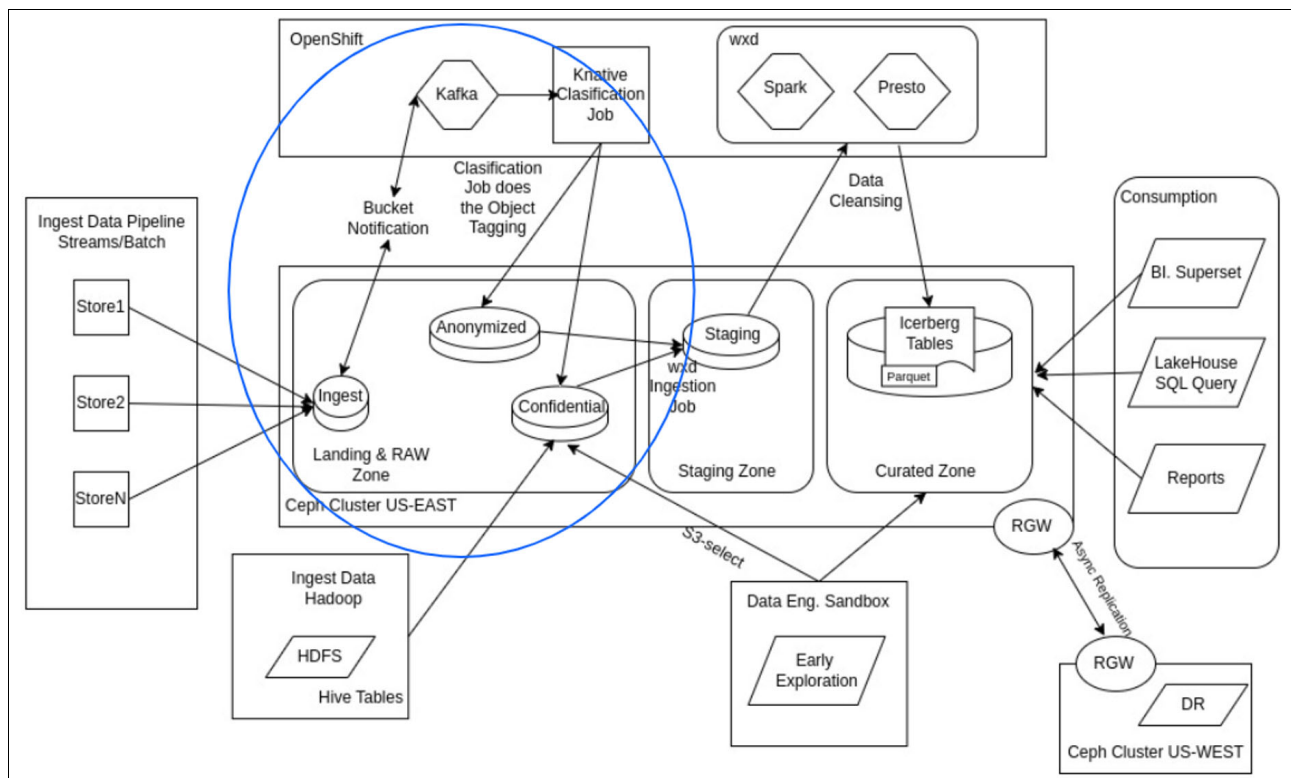 OpenShift
Kafka
Knative
Classification
Job
wxd
Spark
Presto
Clasification
Job does
the Object
Tagging
Bucket
Notification
Data
Cleansing
Ingest Data Pipeline
Streams/Batch
Store1
Store2
StoreN
Consumption
BI. Superset
LakeHouse
SQL Query
Reports
Anonymized
Ingest
Confidential
Landing & RAW
Zone
Staging
wxd
Ingestion
Job
Staging Zone
Icerberg
Tables
Parquet
Curated Zone
Ceph Cluster US-EAST
RGW
S3-select
Async Replication
Ingest Data
Hadoop
HDFS
Hive Tables
Data Eng. Sandbox
Early
Exploration
RGW
DR
Ceph Cluster US-WEST